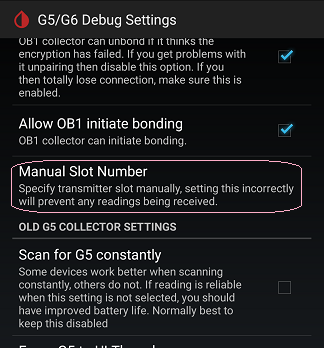 G5/G6 Debug Settings
OB1 collector can unbond if it thinks the
encryption has failed. If you get problems with
it unpairing then disable this option. If you
then totally lose connection, make sure this is
enabled.
Allow OB1 initiate bonding
OB1 collector can initiate bonding.
Manual Slot Number
Specify transmitter slot manually, setting this incorrectly
will prevent any readings being received.
OLD G5 COLLECTOR SETTINGS
Scan for G5 constantly
Some devices work better when scanning
constantly, others do not. If reading is reliable
when this setting is not selected, you should
have improved battery life. Normally best to
keep this disabled